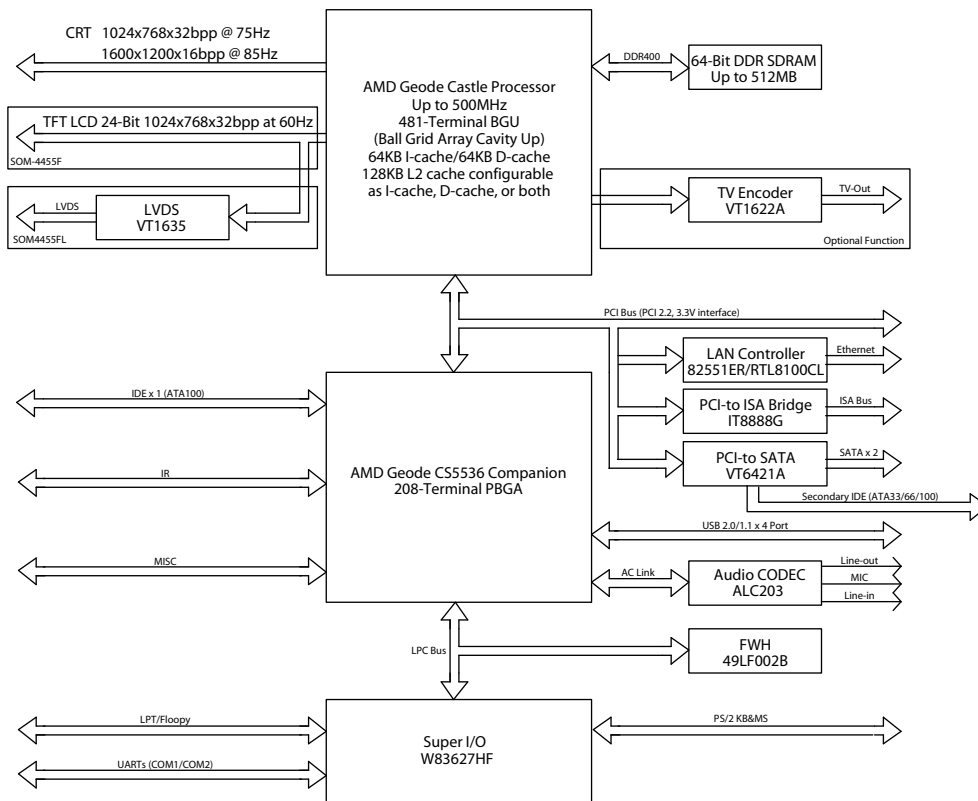 CRT 1024x768x32bpp @ 75Hz
1600x1200x16bpp @ 85Hz
TFT LCD 24-Bit 1024x768x32bpp at 60Hz
SOM-4455F
LVDS
LVDS
VT1635
SOM4455FL
AMD Geode Castle Processor
Up to 500MHz
481-Terminal BGU
(Ball Grid Array Cavity Up)
64KB I-cache/64KB D-cache
128KB L2 cache configurable
as I-cache, D-cache, or both
DDR400
64-Bit DDR SDRAM
Up to 512MB
TV Encoder
VT1622A
TV-Out
Optional Function
PCI Bus (PCI 2.2, 3.3V interface)
LAN Controller
82551ER/RTL8100CL
Ethernet
PCI-to ISA Bridge
IT8888G
ISA Bus
PCI-to SATA
VT6421A
SATA x 2
Secondary IDE (ATA33/66/100)
IDE x 1 (ATA100)
IR
MISC
AMD Geode CS5536 Companion
208-Terminal PBGA
USB 2.0/1.1 x 4 Port
AC Link
Audio CODEC
ALC203
Line-out
MIC
Line-in
LPC Bus
FWH
49LF002B
LPT/Floopy
UARTs (COM1/COM2)
Super I/O
W83627HF
PS/2 KB&MS